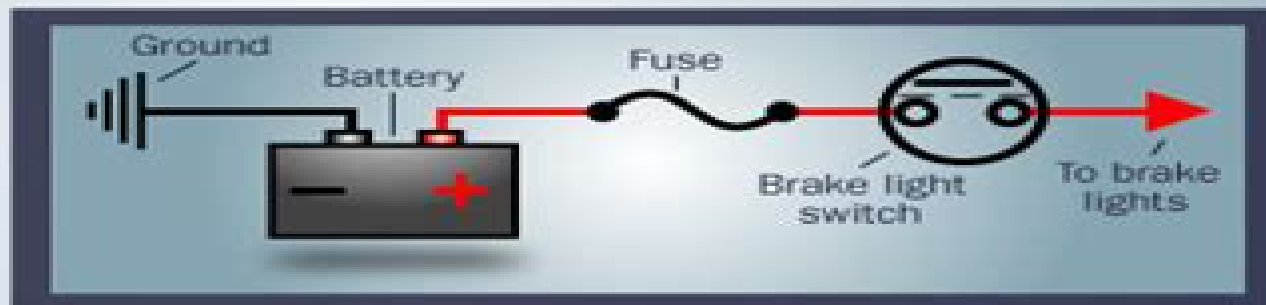 Ground
Battery
Fuse
Brake light
switch
To brake
lights